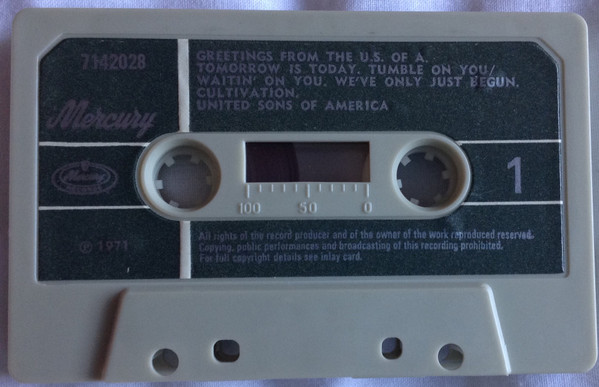 7142028
GREETINGS FROM THE U.S. OF A.
TOMORROW IS TODAY. TUMBLE ON YOU/
WAITIN' ON YOU. WE'VE ONLY JUST BEGUN.
CULTIVATION.
UNITED SONS OF AMERICA
Mercury
Mercury
1
100 50 0
℗ 1971
All rights of the record producer and of the owner of the work reproduced reserved.
Copying, public performances and broadcasting of this recording prohibited.
For full copyright details see inlay card.